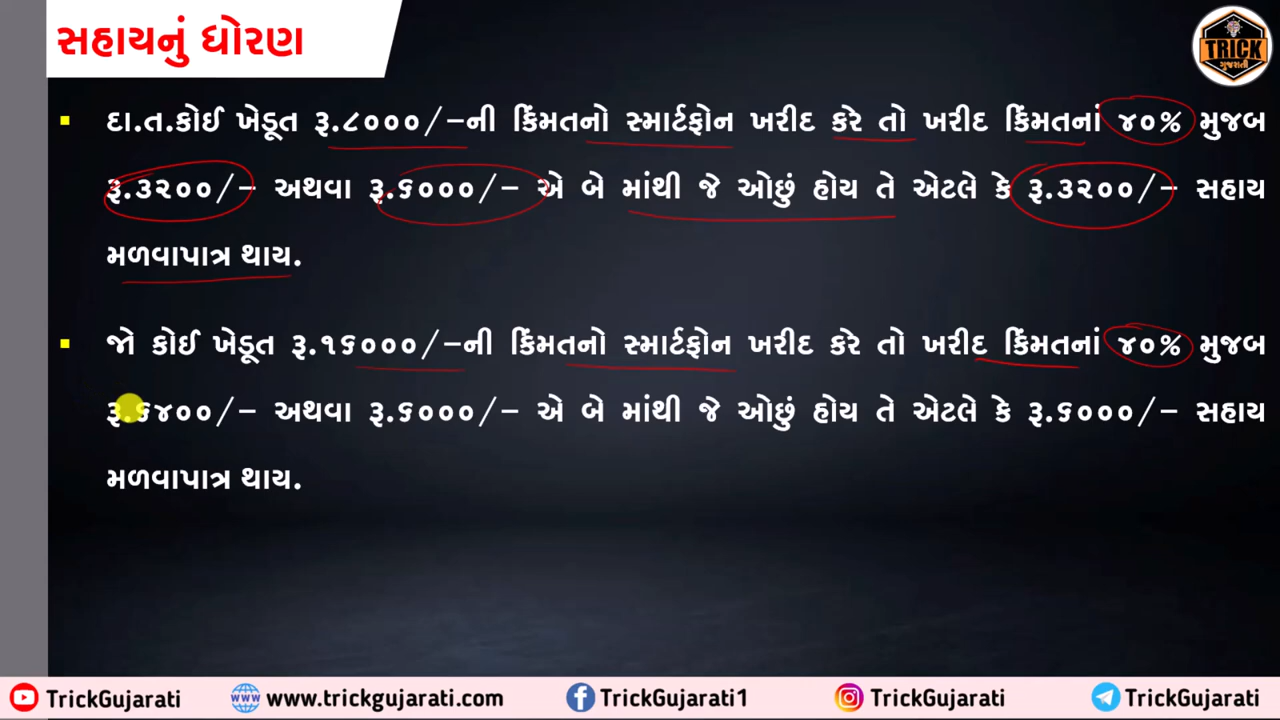 સહાયનું ધોરણ
TRICK
ગુજરાતી
દા.ત.કોઈ ખેડૂત રૂ.૮૦૦૦/-ની કિંમતનો સ્માર્ટફોન ખરીદ કરે તો ખરીદ કિંમતનાં ૪૦% મુજબ
રૂ.૩૨૦૦/- અથવા રૂ.૬૦૦૦/- એ બે માંથી જે ઓછું હોય તે એટલે કે રૂ.૩૨૦૦/- સહાય
મળવાપાત્ર થાય.
જો કોઈ ખેડૂત રૂ.૧૬૦૦૦/-ની કિંમતનો સ્માર્ટફોન ખરીદ કરે તો ખરીદ કિંમતનાં ૪૦% મુજબ
રૂ.૬૪૦૦/- અથવા રૂ.૬૦૦૦/- એ બે માંથી જે ઓછું હોય તે એટલે કે રૂ.૬૦૦૦/- સહાય
મળવાપાત્ર થાય.
TrickGujarati www.trickgujarati.com TrickGujarati1 TrickGujarati TrickGujarati